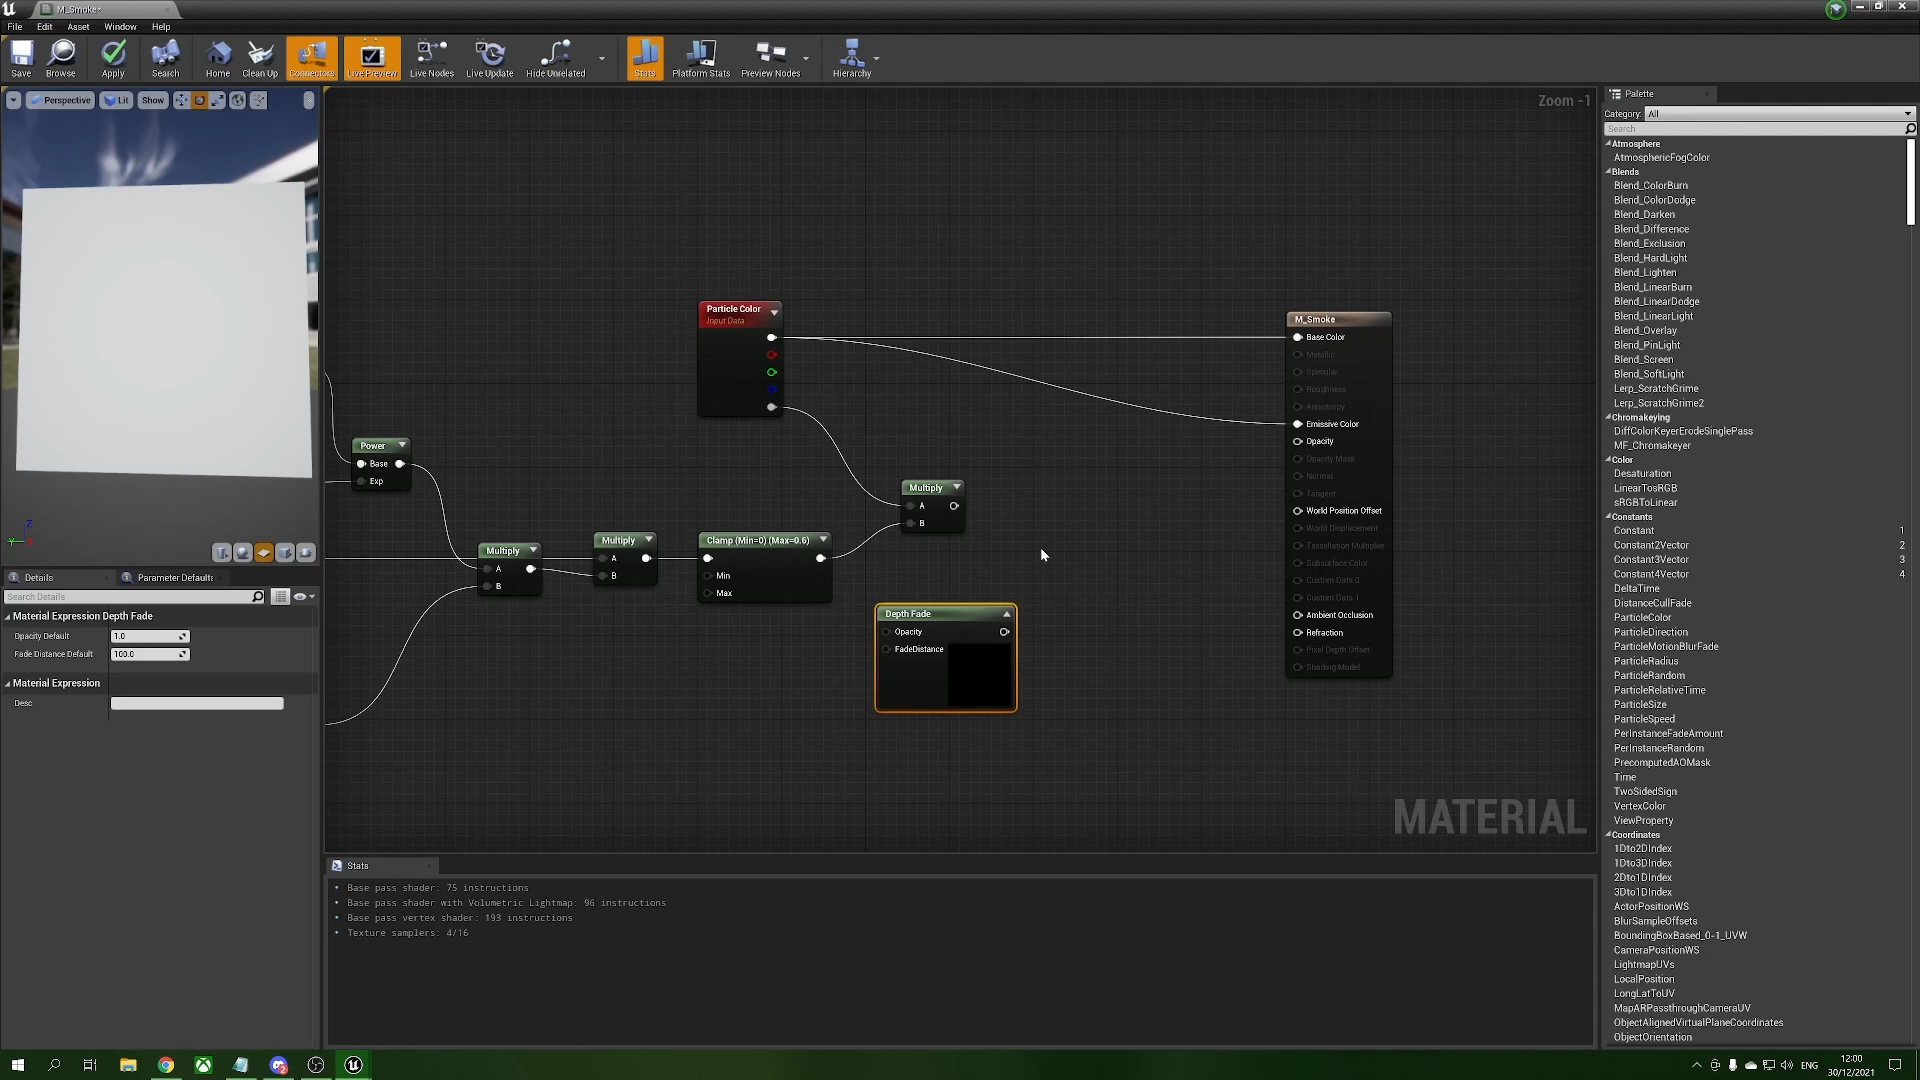 M_Smoke*
File Edit Asset Window Help
Save Browse Apply Search Home Clean Up Connectors Live Preview Live Nodes Live Update Hide Unrelated Stats Platform Stats Preview Nodes Hierarchy
Perspective Lit Show
Zoom -1
Particle Color
Input Data
Power
Base
Exp
Multiply
A
B
Multiply
A
B
Clamp (Min=0) (Max=0.6)
Min
Max
Multiply
A
B
Depth Fade
Opacity
FadeDistance
M_Smoke
Base Color
Metallic
Specular
Roughness
Anisotropy
Emissive Color
Opacity
Opacity Mask
Normal
Tangent
World Position Offset
World Displacement
Tessellation Multiplier
Subsurface Color
Custom Data 0
Custom Data 1
Ambient Occlusion
Refraction
Pixel Depth Offset
Shading Model
MATERIAL
Z
Details Parameter Defaults
Search Details
Material Expression Depth Fade
Opacity Default 1.0
Fade Distance Default 100.0
Material Expression
Desc
Stats
• Base pass shader: 75 instructions
• Base pass shader with Volumetric Lightmap: 96 instructions
• Base pass vertex shader: 193 instructions
• Texture samplers: 4/16
Palette
Category: All
Search
Atmosphere
AtmosphericFogColor
Blends
Blend_ColorBurn
Blend_ColorDodge
Blend_Darken
Blend_Difference
Blend_Exclusion
Blend_HardLight
Blend_Lighten
Blend_LinearBurn
Blend_LinearDodge
Blend_LinearLight
Blend_Overlay
Blend_PinLight
Blend_Screen
Blend_SoftLight
Lerp_ScratchGrime
Lerp_ScratchGrime2
Chromakeying
DiffColorKeyerErodeSinglePass
MF_Chromakeyer
Color
Desaturation
LinearTosRGB
sRGBToLinear
Constants
Constant 1
Constant2Vector 2
Constant3Vector 3
Constant4Vector 4
DeltaTime
DistanceCullFade
ParticleColor
ParticleDirection
ParticleMotionBlurFade
ParticleRadius
ParticleRandom
ParticleRelativeTime
ParticleSize
ParticleSpeed
PerInstanceFadeAmount
PerInstanceRandom
PrecomputedAOMask
Time
TwoSidedSign
VertexColor
ViewProperty
Coordinates
1Dto2DIndex
1Dto3DIndex
2Dto1DIndex
3Dto1DIndex
ActorPositionWS
BlurSampleOffsets
BoundingBoxBased_0-1_UVW
CameraPositionWS
LightmapUVs
LocalPosition
LongLatToUV
MapARPassthroughCameraUV
ObjectAlignedVirtualPlaneCoordinates
ObjectOrientation
ENG
12:00
30/12/2021